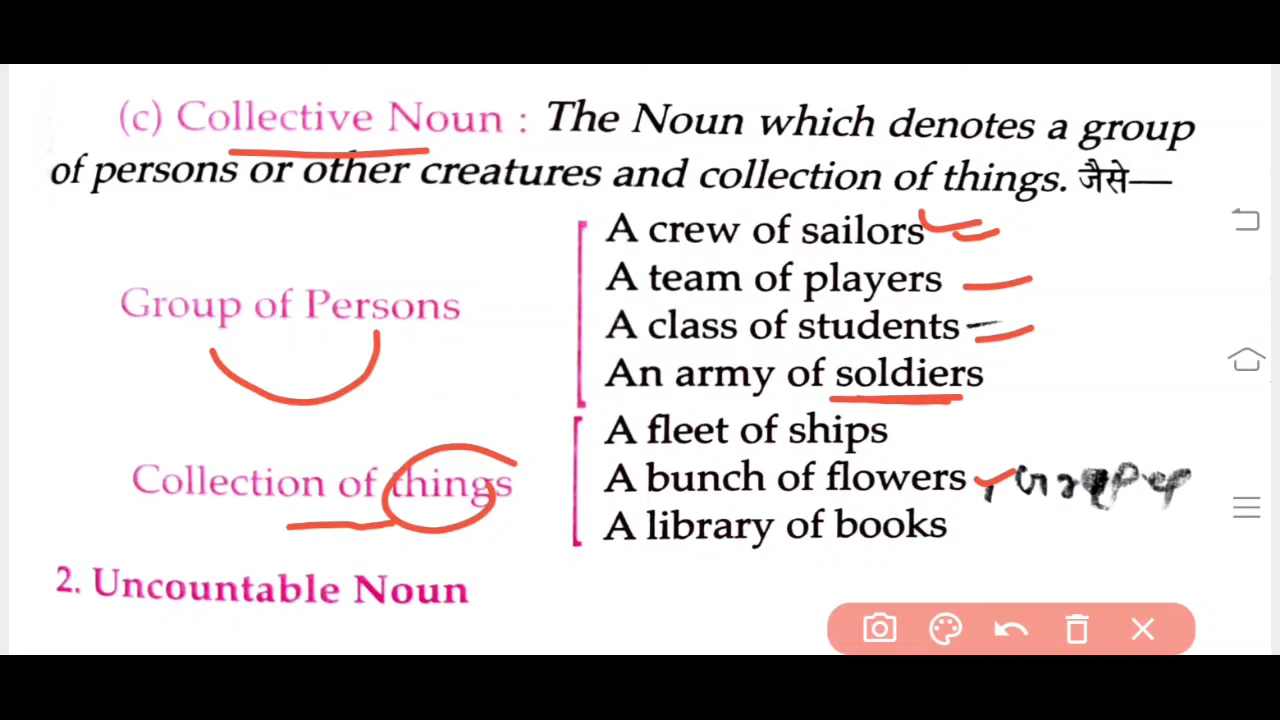 (c) Collective Noun : The Noun which denotes a group
of persons or other creatures and collection of things. जैसे—
Group of Persons
A crew of sailors
A team of players
A class of students
An army of soldiers
Collection of things
A fleet of ships
A bunch of flowers
A library of books
2. Uncountable Noun